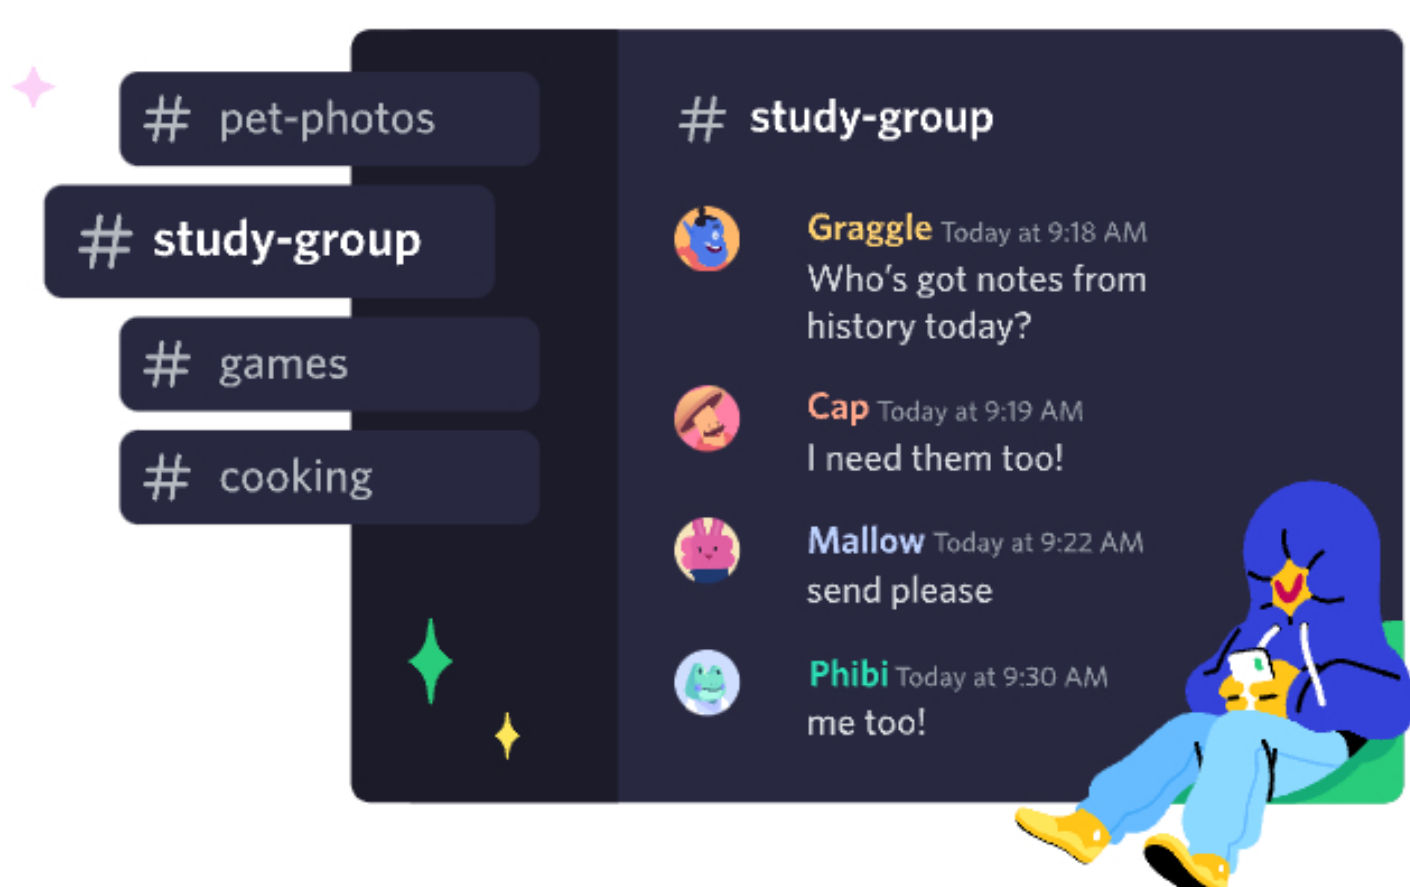 # pet-photos
# study-group
# games
# cooking
# study-group
Graggle Today at 9:18 AM
Who's got notes from
history today?
Cap Today at 9:19 AM
I need them too!
Mallow Today at 9:22 AM
send please
Phibi Today at 9:30 AM
me too!